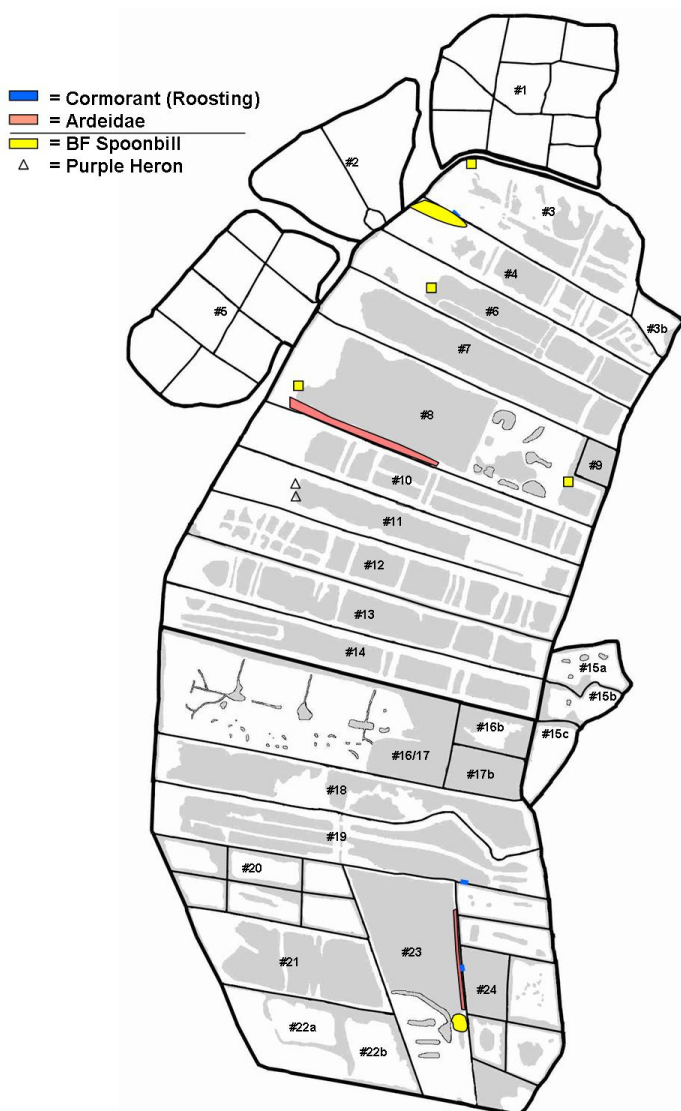 = Cormorant (Roosting)
= Ardeidae
= BF Spoonbill
= Purple Heron
#1
#2
#3
#4
#5
#6
#3b
#7
#8
#9
#10
#11
#12
#13
#14
#15a
#15b
#15c
#16b
#16/17
#17b
#18
#19
#20
#21
#23
#24
#22a
#22b